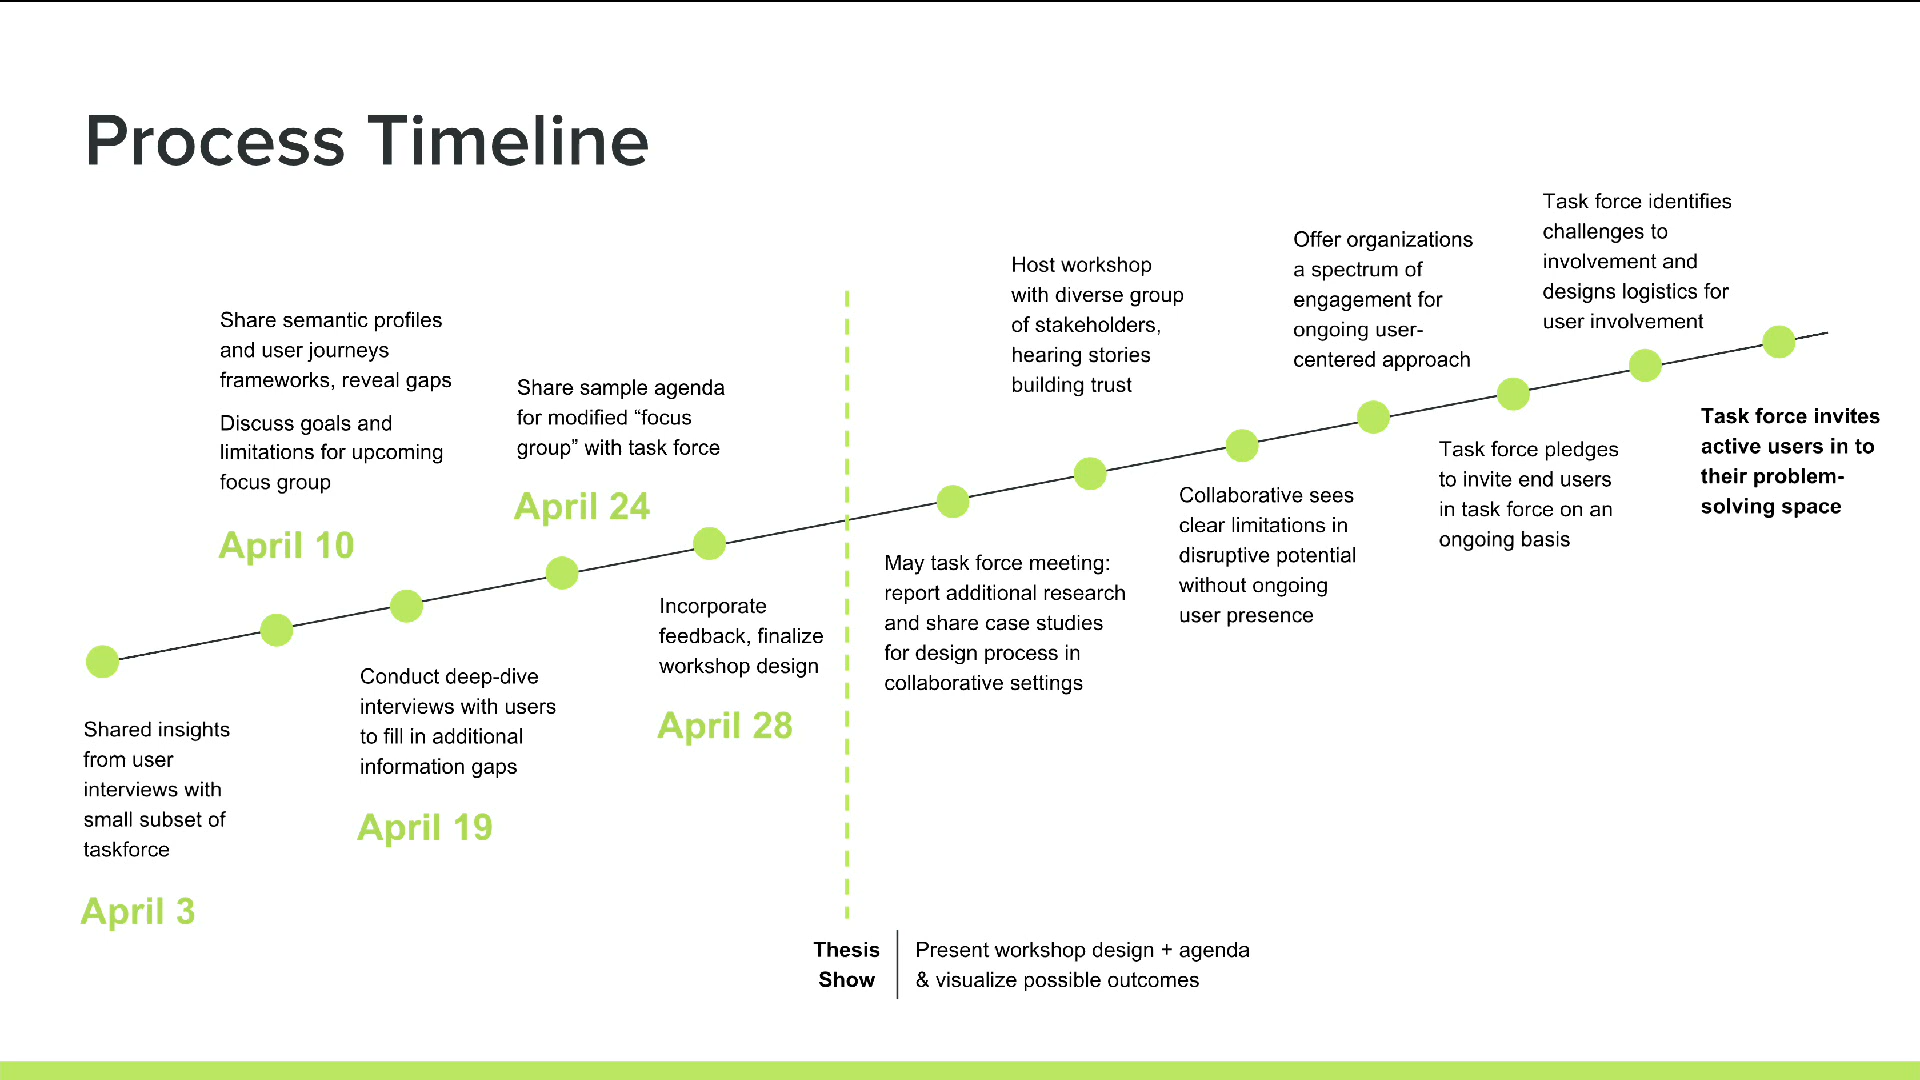 Process Timeline
Shared insights
from user
interviews with
small subset of
taskforce
April 3
Share semantic profiles
and user journeys
frameworks, reveal gaps
Discuss goals and
limitations for upcoming
focus group
April 10
Conduct deep-dive
interviews with users
to fill in additional
information gaps
April 19
Share sample agenda
for modified “focus
group” with task force
April 24
Incorporate
feedback, finalize
workshop design
April 28
Thesis
Show
Present workshop design + agenda
& visualize possible outcomes
May task force meeting:
report additional research
and share case studies
for design process in
collaborative settings
Host workshop
with diverse group
of stakeholders,
hearing stories
building trust
Collaborative sees
clear limitations in
disruptive potential
without ongoing
user presence
Offer organizations
a spectrum of
engagement for
ongoing user-
centered approach
Task force pledges
to invite end users
in task force on an
ongoing basis
Task force identifies
challenges to
involvement and
designs logistics for
user involvement
Task force invites
active users in to
their problem-
solving space